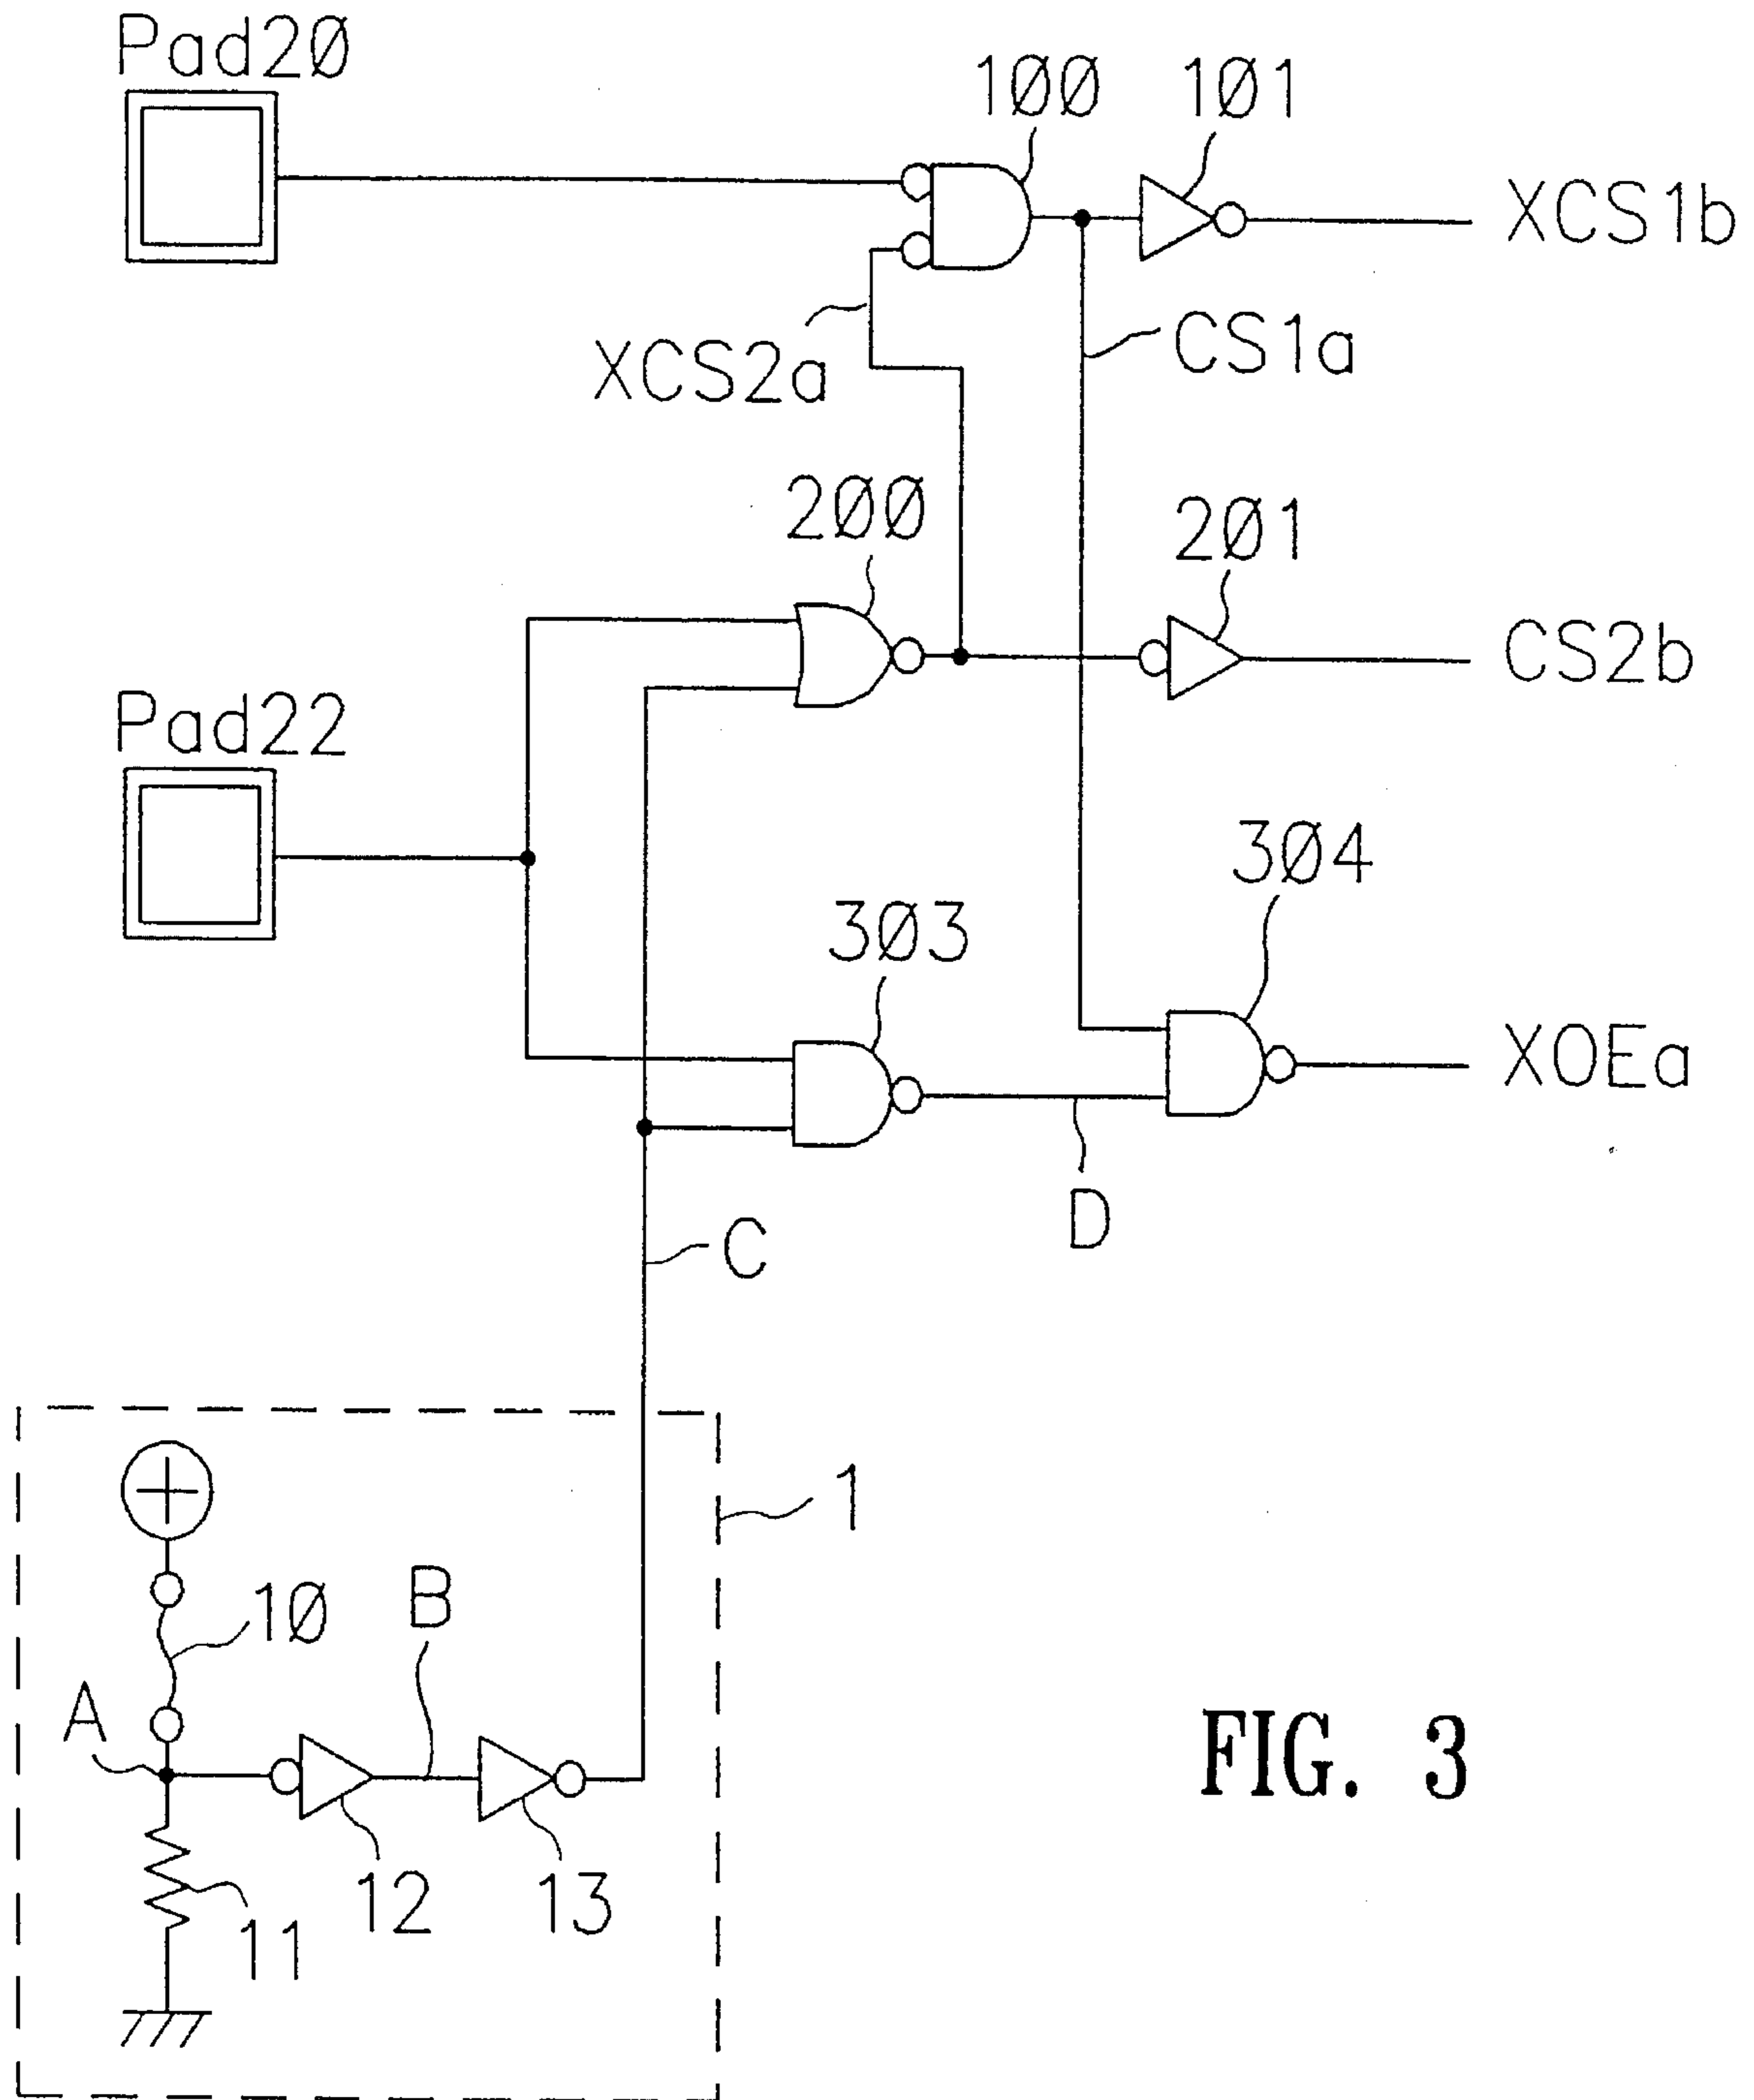 Pad20
100
101
XCS1b
XCS2a
CS1a
200
201
CS2b
Pad22
304
303
XOEa
D
C
1
B
10
A
12
13
11
FIG. 3